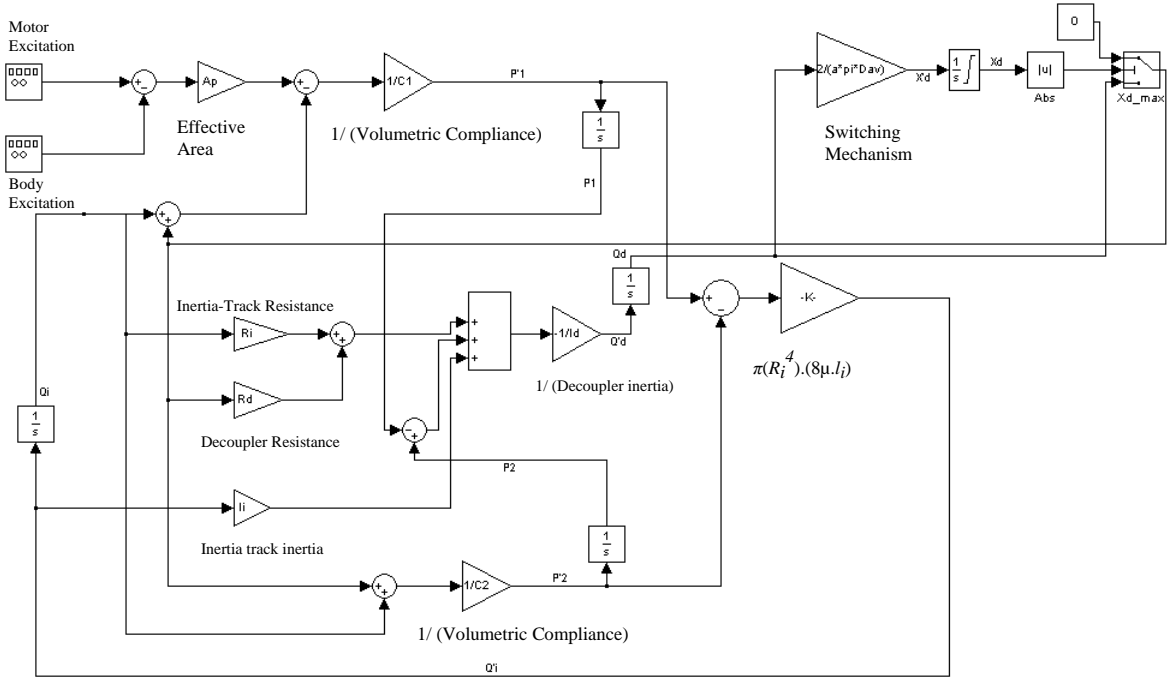 Motor
Excitation
Ap
Effective
Area
1/C1
1/ (Volumetric Compliance)
P'1
1
s
P1
2/(a*pi*Dav)
X'd
1
s
Xd
|u|
Abs
0
Xd_max
Switching
Mechanism
Body
Excitation
Inertia-Track Resistance
Ri
Rd
Decoupler Resistance
-1/Id
Q'd
1
s
Qd
1/ (Decoupler inertia)
-K-
π(Ri^4).(8μ.li)
Qi
1
s
P2
Ii
Inertia track inertia
1
s
1/C2
P'2
1/ (Volumetric Compliance)
Q'i